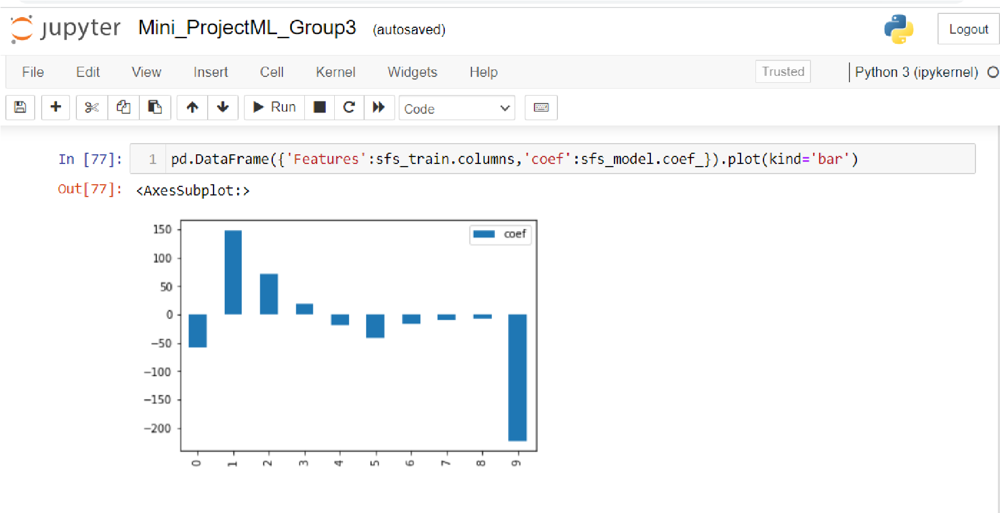 jupyter Mini_ProjectML_Group3 (autosaved) Logout
File Edit View Insert Cell Kernel Widgets Help Trusted Python 3 (ipykernel)
Run Code
In [77]: 1 pd.DataFrame({'Features':sfs_train.columns,'coef':sfs_model.coef_}).plot(kind='bar')
Out[77]: <AxesSubplot:>
coef
150
100
50
0
−50
−100
−150
−200
0 1 2 3 4 5 6 7 8 9